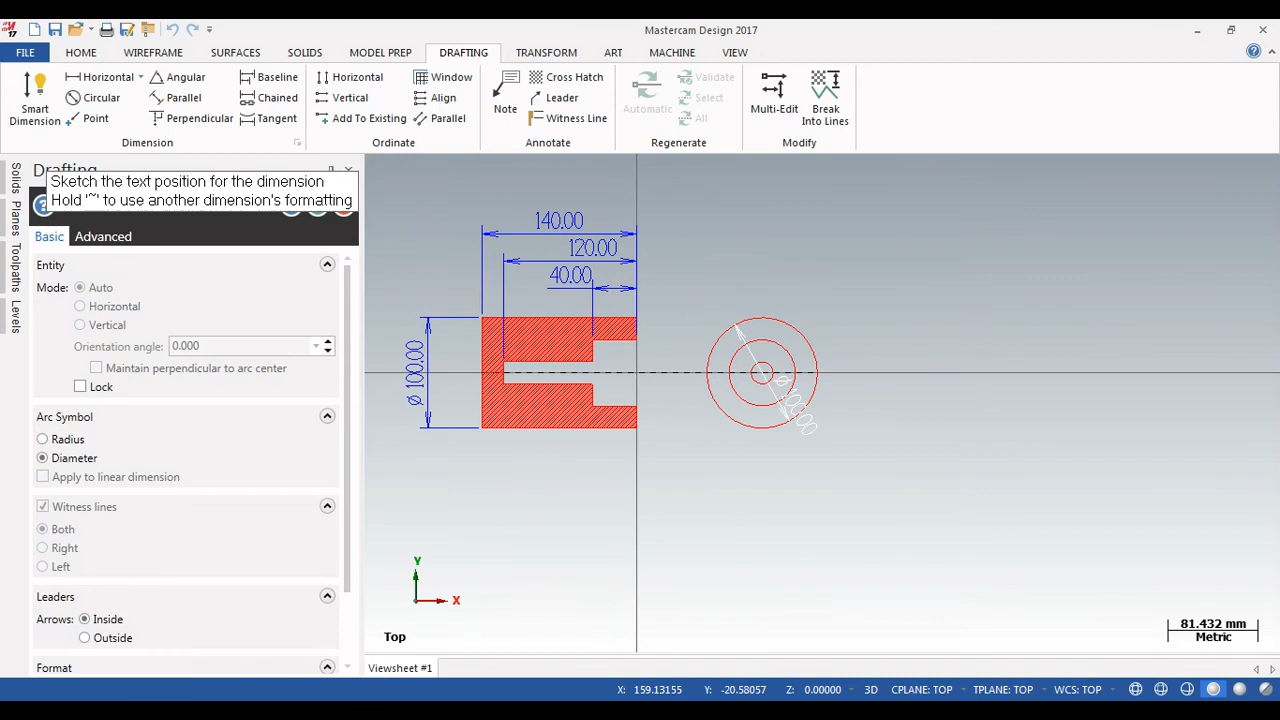 Mastercam Design 2017
FILE HOME WIREFRAME SURFACES SOLIDS MODEL PREP DRAFTING TRANSFORM ART MACHINE VIEW
Smart Dimension
Horizontal Angular Baseline
Circular Parallel Chained
Point Perpendicular Tangent
Dimension
Horizontal Window
Vertical Align
Add To Existing Parallel
Ordinate
Note
Cross Hatch
Leader
Witness Line
Annotate
Automatic
Validate
Select
All
Regenerate
Multi-Edit
Break Into Lines
Modify
Solids
Planes
Toolpaths
Levels
Drafting
Sketch the text position for the dimension
Hold '~' to use another dimension's formatting
Basic Advanced
Entity
Mode: Auto
Horizontal
Vertical
Orientation angle: 0.000
Maintain perpendicular to arc center
Lock
Arc Symbol
Radius
Diameter
Apply to linear dimension
Witness lines
Both
Right
Left
Leaders
Arrows: Inside
Outside
Format
140.00
120.00
40.00
Ø 100.00
Ø 100.00
Y
X
Top
81.432 mm
Metric
Viewsheet #1
X: 159.13155 Y: -20.58057 Z: 0.00000 3D CPLANE: TOP TPLANE: TOP WCS: TOP